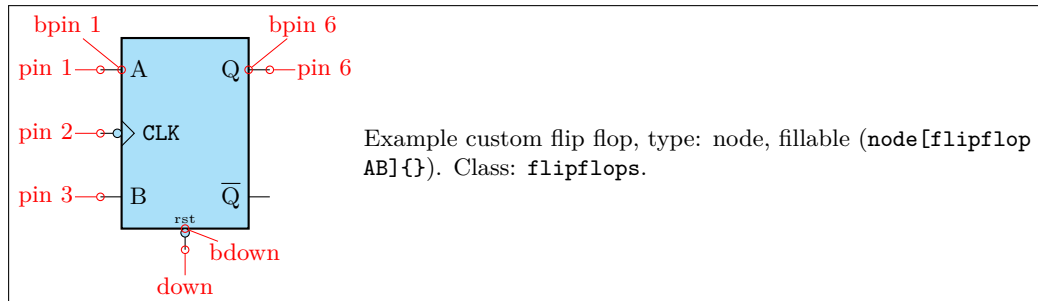 bpin 1
bpin 6
pin 1
A
Q
pin 6
pin 2
CLK
Example custom flip flop, type: node, fillable (node[flipflop
AB]{}). Class: flipflops.
pin 3
B
Q̅
rst
bdown
down